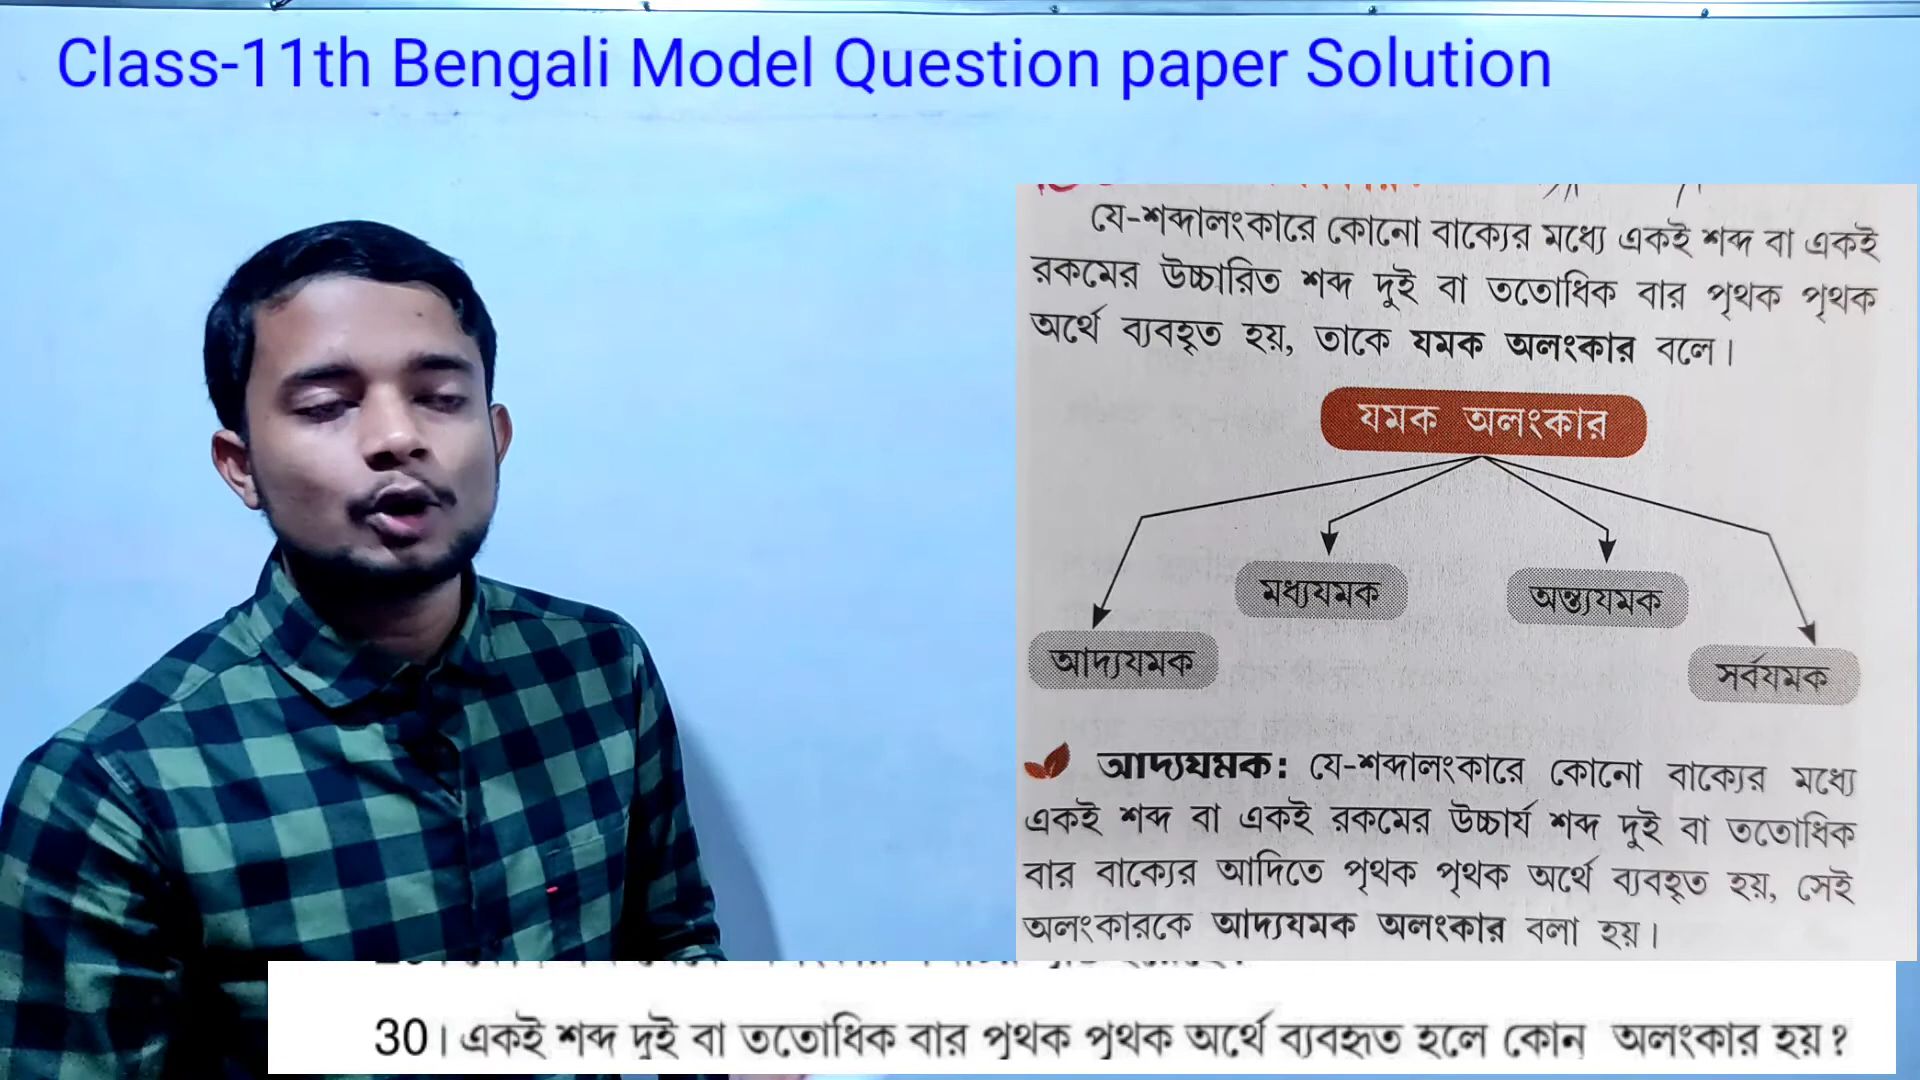 Class-11th Bengali Model Question paper Solution
যে-শব্দালংকারে কোনো বাক্যের মধ্যে একই শব্দ বা একই
রকমের উচ্চারিত শব্দ দুই বা ততোধিক বার পৃথক পৃথক
অর্থে ব্যবহৃত হয়, তাকে যমক অলংকার বলে।
যমক অলংকার
মধ্যযমক
অন্ত্যযমক
আদ্যযমক
সর্বযমক
আদ্যযমক: যে-শব্দালংকারে কোনো বাক্যের মধ্যে
একই শব্দ বা একই রকমের উচ্চার্য শব্দ দুই বা ততোধিক
বার বাক্যের আদিতে পৃথক পৃথক অর্থে ব্যবহৃত হয়, সেই
অলংকারকে আদ্যযমক অলংকার বলা হয়।
30। একই শব্দ দুই বা ততোধিক বার পৃথক পৃথক অর্থে ব্যবহৃত হলে কোন অলংকার হয়?